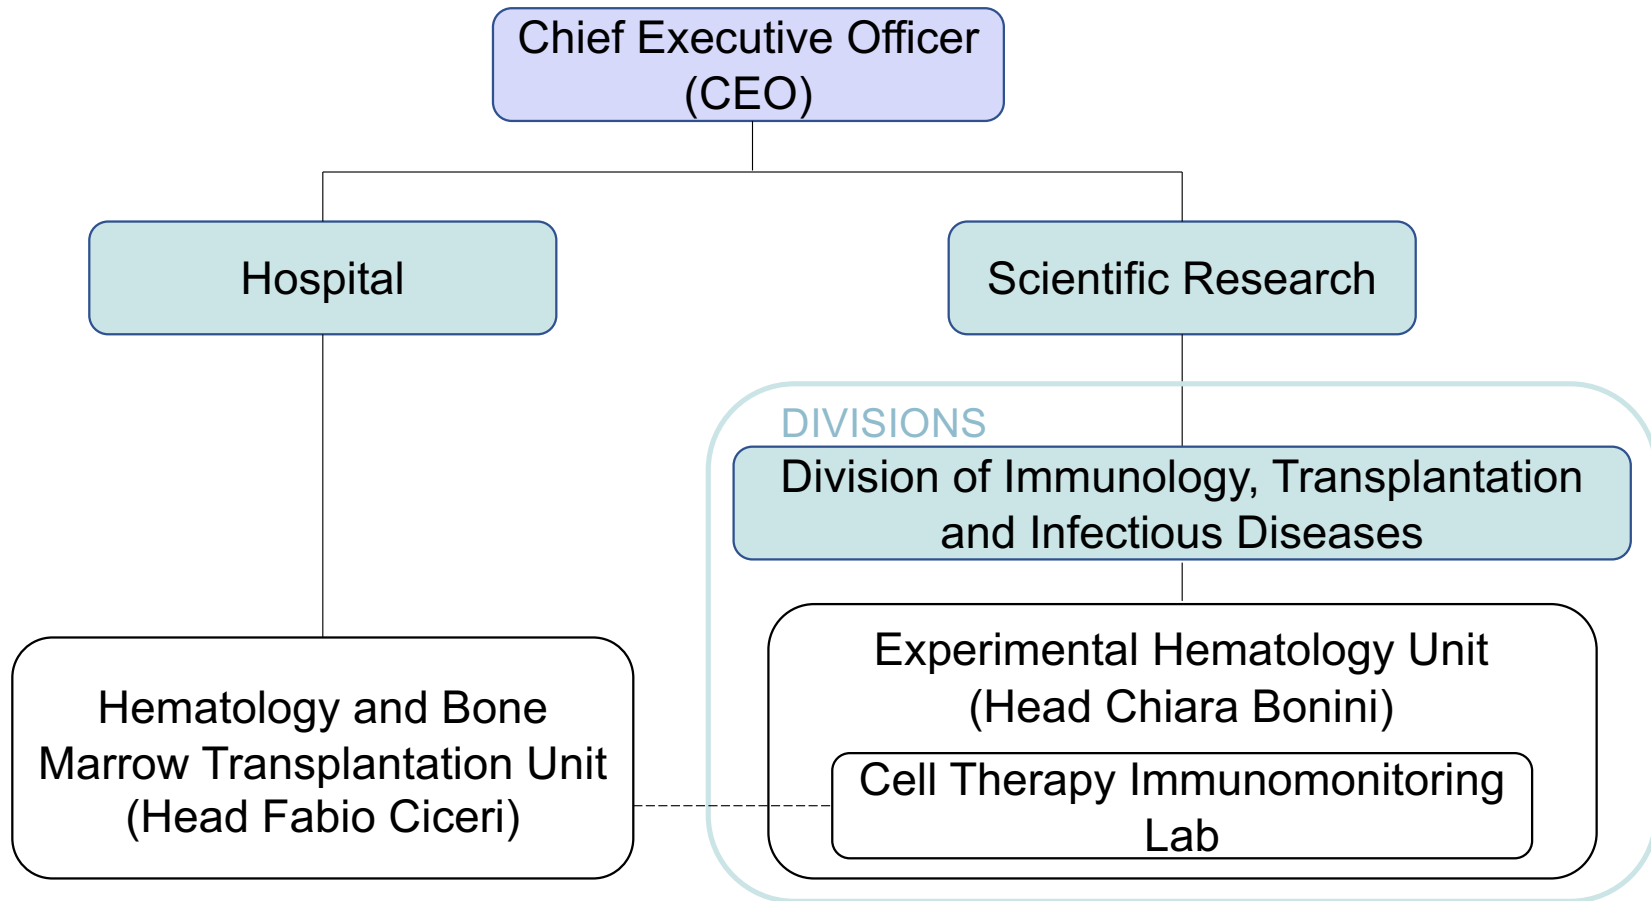 Chief Executive Officer
(CEO)
Hospital
Scientific Research
DIVISIONS
Division of Immunology, Transplantation
and Infectious Diseases
Hematology and Bone
Marrow Transplantation Unit
(Head Fabio Ciceri)
Experimental Hematology Unit
(Head Chiara Bonini)
Cell Therapy Immunomonitoring
Lab